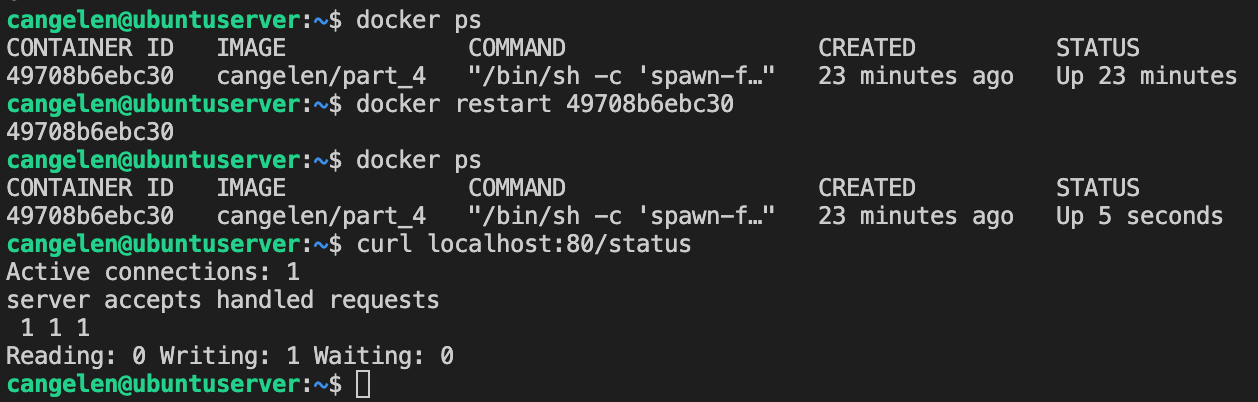 cangelen@ubuntuserver:~$ docker ps
CONTAINER ID   IMAGE             COMMAND                  CREATED          STATUS
49708b6ebc30   cangelen/part_4   "/bin/sh -c 'spawn-f…"   23 minutes ago   Up 23 minutes
cangelen@ubuntuserver:~$ docker restart 49708b6ebc30
49708b6ebc30
cangelen@ubuntuserver:~$ docker ps
CONTAINER ID   IMAGE             COMMAND                  CREATED          STATUS
49708b6ebc30   cangelen/part_4   "/bin/sh -c 'spawn-f…"   23 minutes ago   Up 5 seconds
cangelen@ubuntuserver:~$ curl localhost:80/status
Active connections: 1
server accepts handled requests
 1 1 1
Reading: 0 Writing: 1 Waiting: 0
cangelen@ubuntuserver:~$